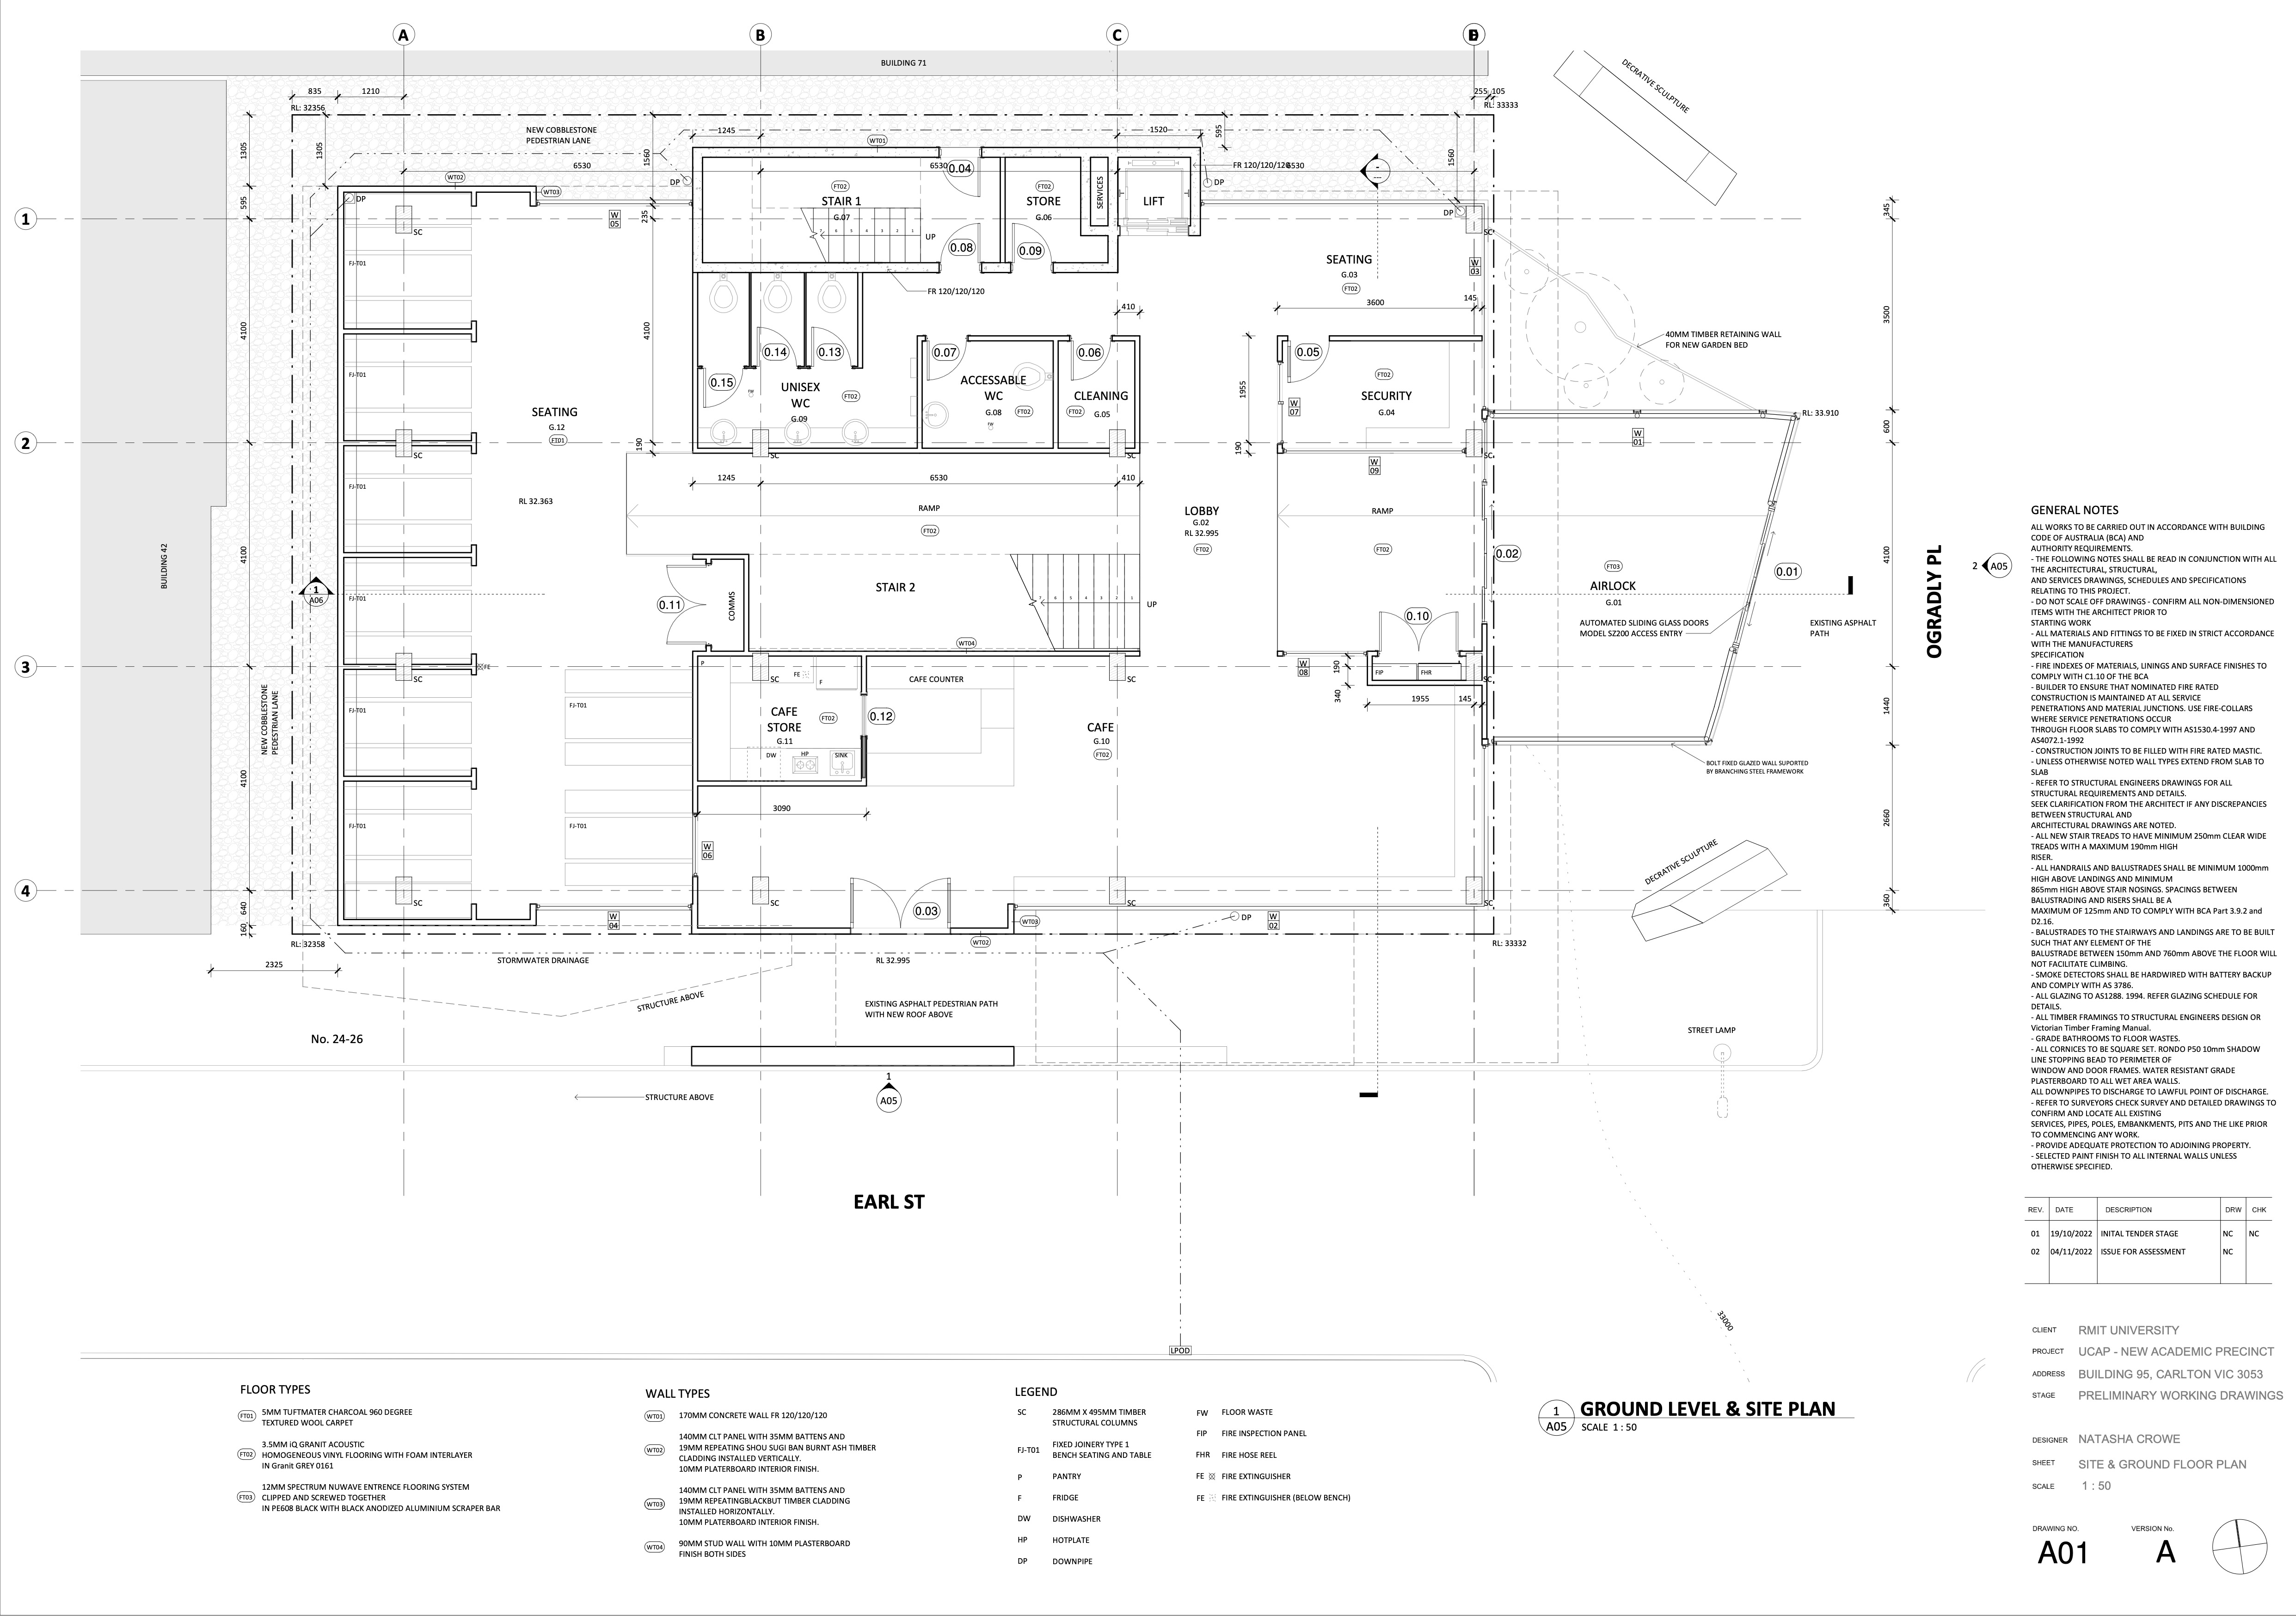 A
B
C
D
BUILDING 71
DECRATIVE SCULPTURE
835
1210
255
105
RL: 32356
RL: 33333
NEW COBBLESTONE
PEDESTRIAN LANE
1245
1520
595
1305
1305
1560
1560
WT01
6530
6530
6530
0.04
FR 120/120/120
-
---
WT02
WT03
DP
DP
DP
DP
DP
FT02
STAIR 1
G.07
FT02
STORE
G.06
SERVICES
LIFT
1
595
W
05
235
345
SC
7 6 5 4 3 2 1
UP
0.08
0.09
SC
SEATING
G.03
FT02
W
03
FJ-T01
FR 120/120/120
3600
145
410
4100
4100
3500
40MM TIMBER RETAINING WALL
FOR NEW GARDEN BED
0.14
0.13
0.07
0.06
0.05
0.15
FJ-T01
UNISEX
WC
G.09
FT02
FW
ACCESSABLE
WC
G.08
FT02
FW
CLEANING
G.05
FT02
1955
W
07
FT02
SECURITY
G.04
SEATING
G.12
FT01
RL: 33.910
2
190
190
600
SC
SC
SC
SC
W
09
W
01
FJ-T01
1245
6530
410
RL 32.363
RAMP
FT02
LOBBY
G.02
RL 32.995
FT02
RAMP
FT02
0.02
BUILDING 42
4100
4100
1
A06
FJ-T01
0.11
COMMS
STAIR 2
7 6 5 4 3 2 1
UP
0.10
FT03
AIRLOCK
G.01
0.01
AUTOMATED SLIDING GLASS DOORS
MODEL SZ200 ACCESS ENTRY
EXISTING ASPHALT
PATH
OGRADLY PL
2
A05
WT04
3
FE
SC
P
SC
FE
F
CAFE COUNTER
SC
W
08
190
340
FIP
FHR
SC
1955
145
NEW COBBLESTONE
PEDESTRIAN LANE
FJ-T01
FJ-T01
CAFE
STORE
G.11
FT02
0.12
CAFE
G.10
FT02
DW
HP
SINK
1440
BOLT FIXED GLAZED WALL SUPORTED
BY BRANCHING STEEL FRAMEWORK
4100
3090
2660
FJ-T01
FJ-T01
W
06
DECRATIVE SCULPTURE
4
SC
SC
SC
SC
640
160
360
W
04
0.03
WT03
WT02
DP
W
02
RL: 32358
RL: 33332
2325
STORMWATER DRAINAGE
RL 32.995
STRUCTURE ABOVE
EXISTING ASPHALT PEDESTRIAN PATH
WITH NEW ROOF ABOVE
No. 24-26
STREET LAMP
1
A05
STRUCTURE ABOVE
EARL ST
33000
LPOD
FLOOR TYPES
FT01 5MM TUFTMATER CHARCOAL 960 DEGREE
TEXTURED WOOL CARPET
FT02 3.5MM iQ GRANIT ACOUSTIC
HOMOGENEOUS VINYL FLOORING WITH FOAM INTERLAYER
IN Granit GREY 0161
FT03 12MM SPECTRUM NUWAVE ENTRENCE FLOORING SYSTEM
CLIPPED AND SCREWED TOGETHER
IN PE608 BLACK WITH BLACK ANODIZED ALUMINIUM SCRAPER BAR
WALL TYPES
WT01 170MM CONCRETE WALL FR 120/120/120
WT02 140MM CLT PANEL WITH 35MM BATTENS AND
19MM REPEATING SHOU SUGI BAN BURNT ASH TIMBER
CLADDING INSTALLED VERTICALLY.
10MM PLATERBOARD INTERIOR FINISH.
WT03 140MM CLT PANEL WITH 35MM BATTENS AND
19MM REPEATINGBLACKBUT TIMBER CLADDING
INSTALLED HORIZONTALLY.
10MM PLATERBOARD INTERIOR FINISH.
WT04 90MM STUD WALL WITH 10MM PLASTERBOARD
FINISH BOTH SIDES
LEGEND
SC 286MM X 495MM TIMBER
STRUCTURAL COLUMNS
FJ-T01 FIXED JOINERY TYPE 1
BENCH SEATING AND TABLE
P PANTRY
F FRIDGE
DW DISHWASHER
HP HOTPLATE
DP DOWNPIPE
FW FLOOR WASTE
FIP FIRE INSPECTION PANEL
FHR FIRE HOSE REEL
FE FIRE EXTINGUISHER
FE FIRE EXTINGUISHER (BELOW BENCH)
1
A05
GROUND LEVEL & SITE PLAN
SCALE 1 : 50
GENERAL NOTES
ALL WORKS TO BE CARRIED OUT IN ACCORDANCE WITH BUILDING
CODE OF AUSTRALIA (BCA) AND
AUTHORITY REQUIREMENTS.
- THE FOLLOWING NOTES SHALL BE READ IN CONJUNCTION WITH ALL
THE ARCHITECTURAL, STRUCTURAL,
AND SERVICES DRAWINGS, SCHEDULES AND SPECIFICATIONS
RELATING TO THIS PROJECT.
- DO NOT SCALE OFF DRAWINGS - CONFIRM ALL NON-DIMENSIONED
ITEMS WITH THE ARCHITECT PRIOR TO
STARTING WORK
- ALL MATERIALS AND FITTINGS TO BE FIXED IN STRICT ACCORDANCE
WITH THE MANUFACTURERS
SPECIFICATION
- FIRE INDEXES OF MATERIALS, LININGS AND SURFACE FINISHES TO
COMPLY WITH C1.10 OF THE BCA
- BUILDER TO ENSURE THAT NOMINATED FIRE RATED
CONSTRUCTION IS MAINTAINED AT ALL SERVICE
PENETRATIONS AND MATERIAL JUNCTIONS. USE FIRE-COLLARS
WHERE SERVICE PENETRATIONS OCCUR
THROUGH FLOOR SLABS TO COMPLY WITH AS1530.4-1997 AND
AS4072.1-1992
- CONSTRUCTION JOINTS TO BE FILLED WITH FIRE RATED MASTIC.
- UNLESS OTHERWISE NOTED WALL TYPES EXTEND FROM SLAB TO
SLAB
- REFER TO STRUCTURAL ENGINEERS DRAWINGS FOR ALL
STRUCTURAL REQUIREMENTS AND DETAILS.
SEEK CLARIFICATION FROM THE ARCHITECT IF ANY DISCREPANCIES
BETWEEN STRUCTURAL AND
ARCHITECTURAL DRAWINGS ARE NOTED.
- ALL NEW STAIR TREADS TO HAVE MINIMUM 250mm CLEAR WIDE
TREADS WITH A MAXIMUM 190mm HIGH
RISER.
- ALL HANDRAILS AND BALUSTRADES SHALL BE MINIMUM 1000mm
HIGH ABOVE LANDINGS AND MINIMUM
865mm HIGH ABOVE STAIR NOSINGS. SPACINGS BETWEEN
BALUSTRADING AND RISERS SHALL BE A
MAXIMUM OF 125mm AND TO COMPLY WITH BCA Part 3.9.2 and
D2.16.
- BALUSTRADES TO THE STAIRWAYS AND LANDINGS ARE TO BE BUILT
SUCH THAT ANY ELEMENT OF THE
BALUSTRADE BETWEEN 150mm AND 760mm ABOVE THE FLOOR WILL
NOT FACILITATE CLIMBING.
- SMOKE DETECTORS SHALL BE HARDWIRED WITH BATTERY BACKUP
AND COMPLY WITH AS 3786.
- ALL GLAZING TO AS1288. 1994. REFER GLAZING SCHEDULE FOR
DETAILS.
- ALL TIMBER FRAMINGS TO STRUCTURAL ENGINEERS DESIGN OR
Victorian Timber Framing Manual.
- GRADE BATHROOMS TO FLOOR WASTES.
- ALL CORNICES TO BE SQUARE SET. RONDO P50 10mm SHADOW
LINE STOPPING BEAD TO PERIMETER OF
WINDOW AND DOOR FRAMES. WATER RESISTANT GRADE
PLASTERBOARD TO ALL WET AREA WALLS.
ALL DOWNPIPES TO DISCHARGE TO LAWFUL POINT OF DISCHARGE.
- REFER TO SURVEYORS CHECK SURVEY AND DETAILED DRAWINGS TO
CONFIRM AND LOCATE ALL EXISTING
SERVICES, PIPES, POLES, EMBANKMENTS, PITS AND THE LIKE PRIOR
TO COMMENCING ANY WORK.
- PROVIDE ADEQUATE PROTECTION TO ADJOINING PROPERTY.
- SELECTED PAINT FINISH TO ALL INTERNAL WALLS UNLESS
OTHERWISE SPECIFIED.
REV. DATE DESCRIPTION DRW CHK
01 19/10/2022 INITAL TENDER STAGE NC NC
02 04/11/2022 ISSUE FOR ASSESSMENT NC
CLIENT RMIT UNIVERSITY
PROJECT UCAP - NEW ACADEMIC PRECINCT
ADDRESS BUILDING 95, CARLTON VIC 3053
STAGE PRELIMINARY WORKING DRAWINGS
DESIGNER NATASHA CROWE
SHEET SITE & GROUND FLOOR PLAN
SCALE 1 : 50
DRAWING NO. VERSION No.
A01 A